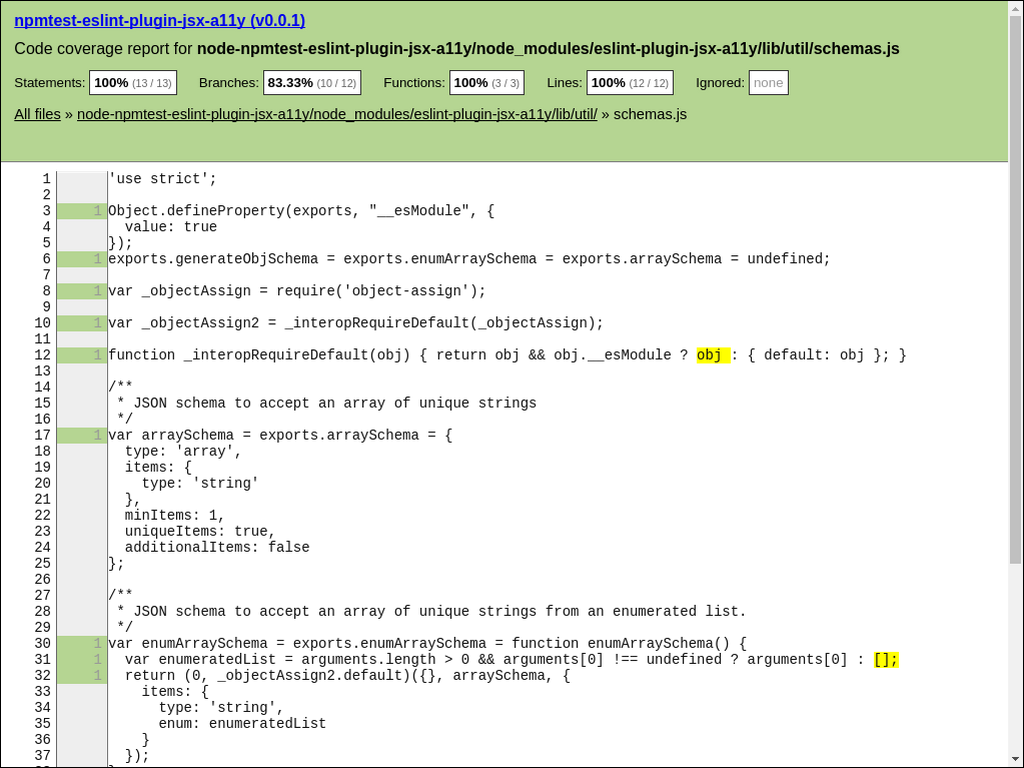 npmtest-eslint-plugin-jsx-a11y (v0.0.1)
Code coverage report for node-npmtest-eslint-plugin-jsx-a11y/node_modules/eslint-plugin-jsx-a11y/lib/util/schemas.js
Statements: 100% (13 / 13) Branches: 83.33% (10 / 12) Functions: 100% (3 / 3) Lines: 100% (12 / 12) Ignored: none
All files » node-npmtest-eslint-plugin-jsx-a11y/node_modules/eslint-plugin-jsx-a11y/lib/util/ » schemas.js
1 'use strict';
2
3 1 Object.defineProperty(exports, "__esModule", {
4   value: true
5 });
6 1 exports.generateObjSchema = exports.enumArraySchema = exports.arraySchema = undefined;
7
8 1 var _objectAssign = require('object-assign');
9
10 1 var _objectAssign2 = _interopRequireDefault(_objectAssign);
11
12 1 function _interopRequireDefault(obj) { return obj && obj.__esModule ? obj : { default: obj }; }
13
14 /**
15  * JSON schema to accept an array of unique strings
16  */
17 1 var arraySchema = exports.arraySchema = {
18   type: 'array',
19   items: {
20     type: 'string'
21   },
22   minItems: 1,
23   uniqueItems: true,
24   additionalItems: false
25 };
26
27 /**
28  * JSON schema to accept an array of unique strings from an enumerated list.
29  */
30 1 var enumArraySchema = exports.enumArraySchema = function enumArraySchema() {
31 1   var enumeratedList = arguments.length > 0 && arguments[0] !== undefined ? arguments[0] : [];
32 1   return (0, _objectAssign2.default)({}, arraySchema, {
33     items: {
34       type: 'string',
35       enum: enumeratedList
36     }
37   });